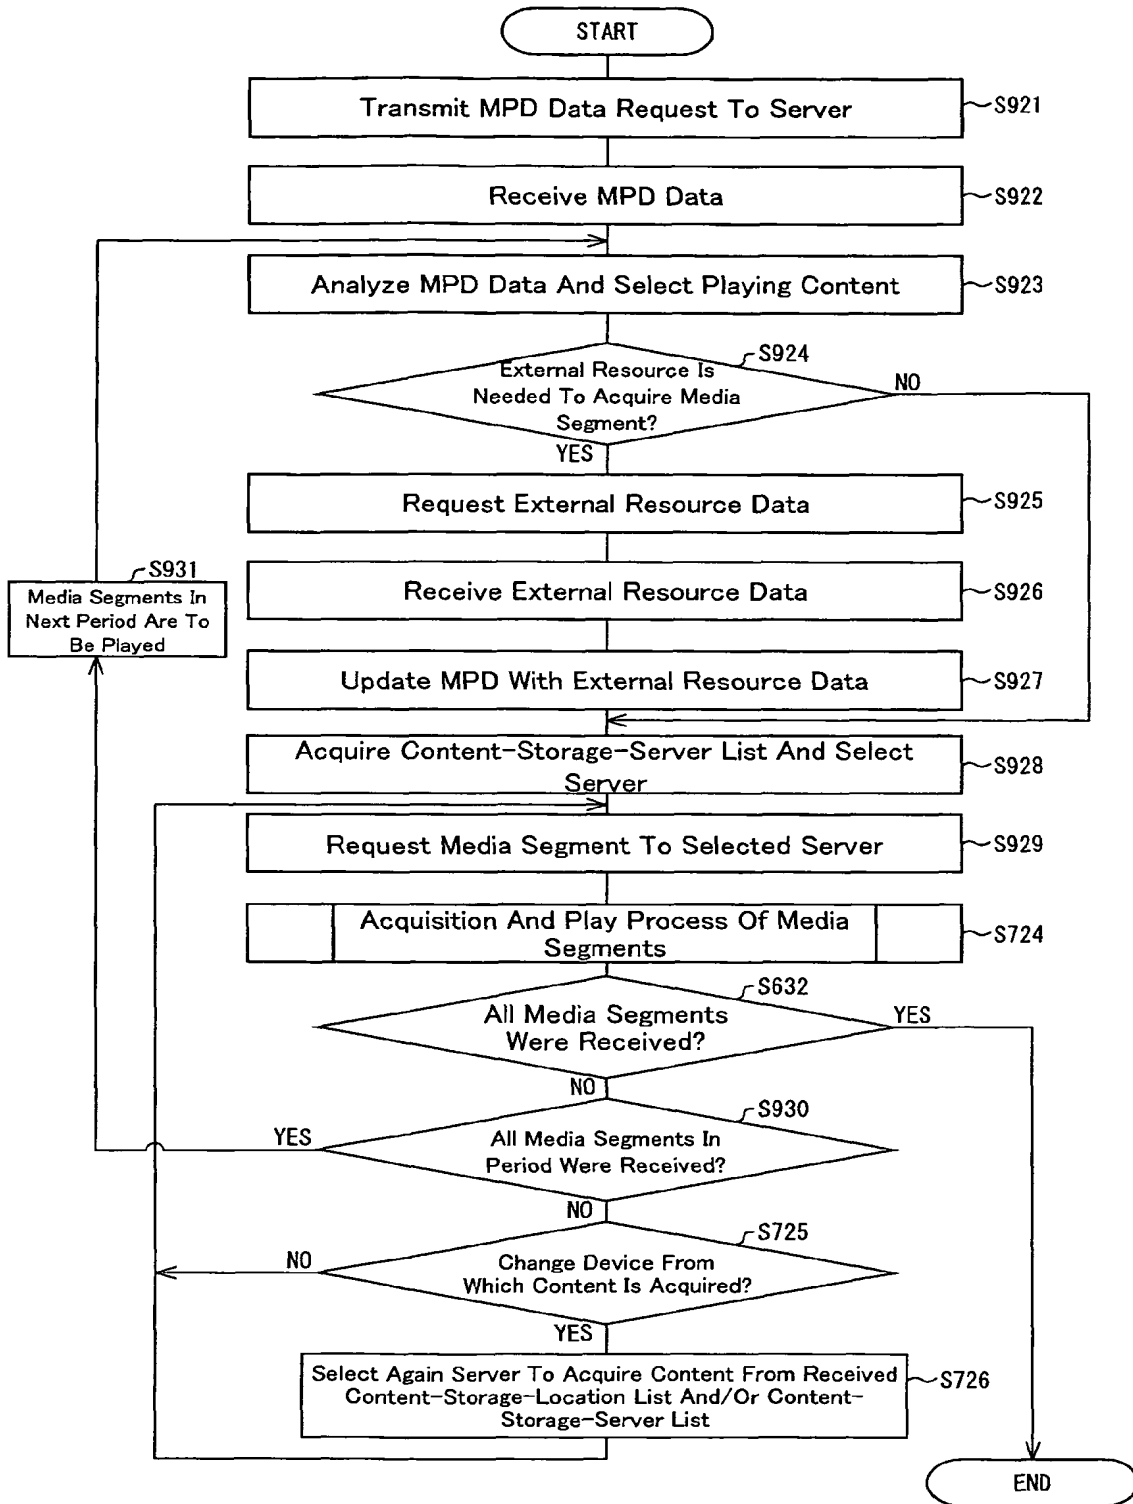 START
Transmit MPD Data Request To Server
S921
Receive MPD Data
S922
Analyze MPD Data And Select Playing Content
S923
S924
External Resource Is
Needed To Acquire Media
Segment?
NO
YES
Request External Resource Data
S925
S931
Media Segments In
Next Period Are To
Be Played
Receive External Resource Data
S926
Update MPD With External Resource Data
S927
Acquire Content-Storage-Server List And Select
Server
S928
Request Media Segment To Selected Server
S929
Acquisition And Play Process Of Media
Segments
S724
S632
All Media Segments
Were Received?
YES
NO
S930
YES
All Media Segments In
Period Were Received?
NO
S725
NO
Change Device From
Which Content Is Acquired?
YES
Select Again Server To Acquire Content From Received
Content-Storage-Location List And/Or Content-
Storage-Server List
S726
END